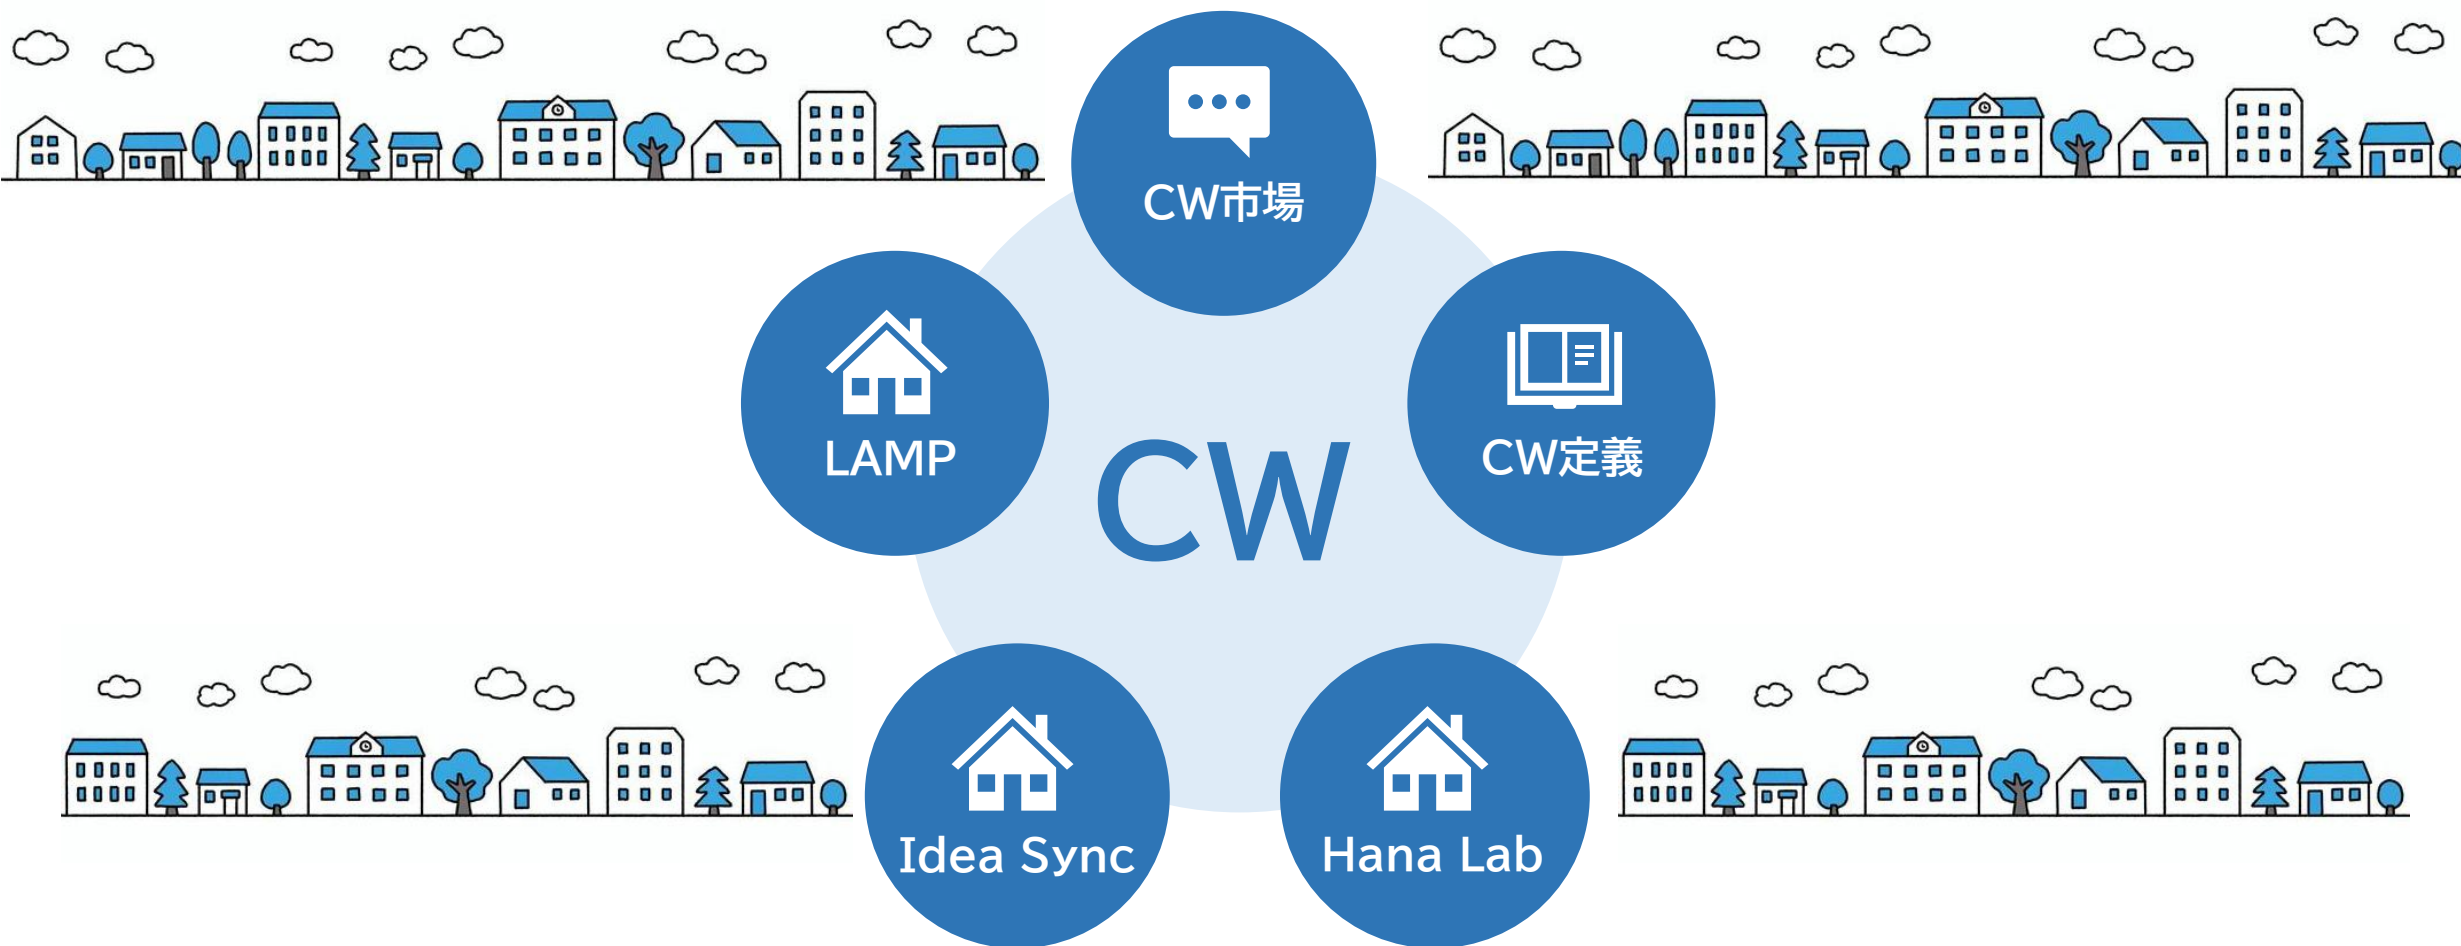 CW市場
LAMP
CW定義
CW
Idea Sync
Hana Lab